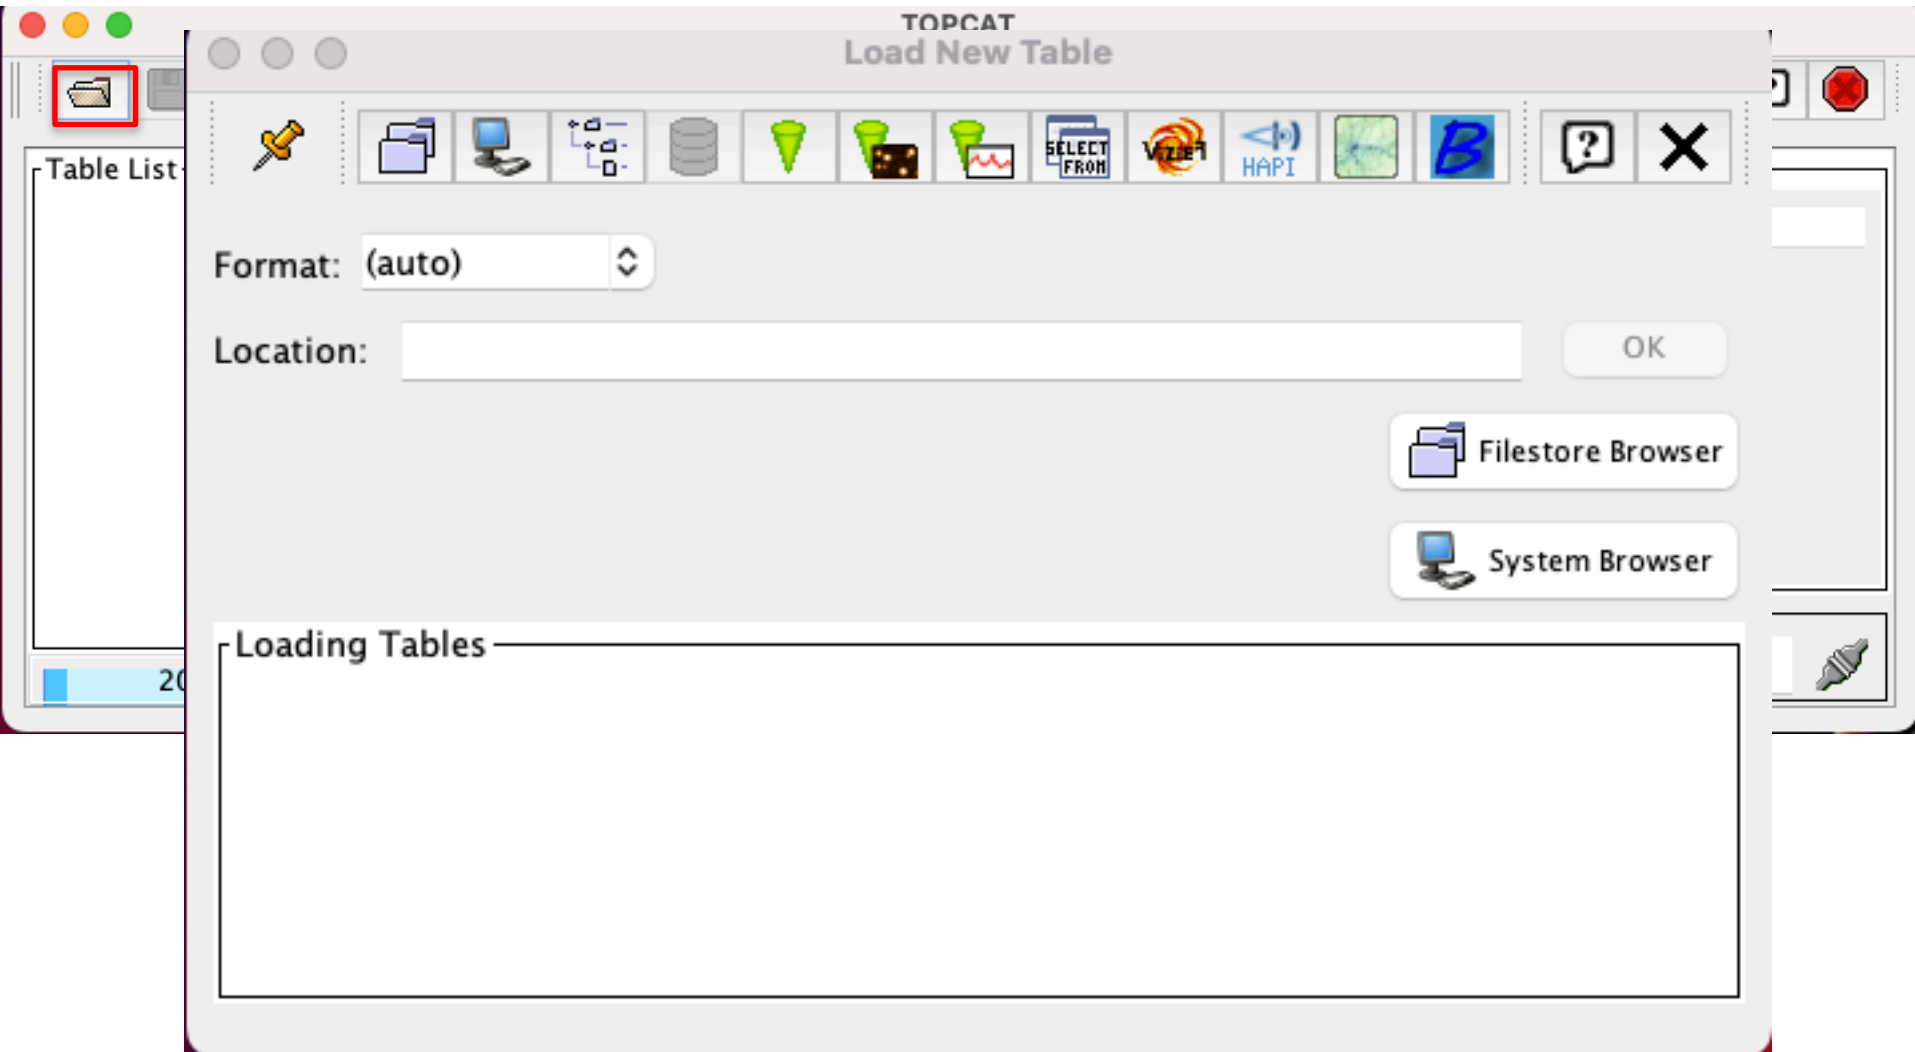 TOPCAT
Load New Table
SELECT
FROM
VizieR
HAPI
B
?
Table List
Format: (auto)
Location:
OK
Filestore Browser
System Browser
Loading Tables
20